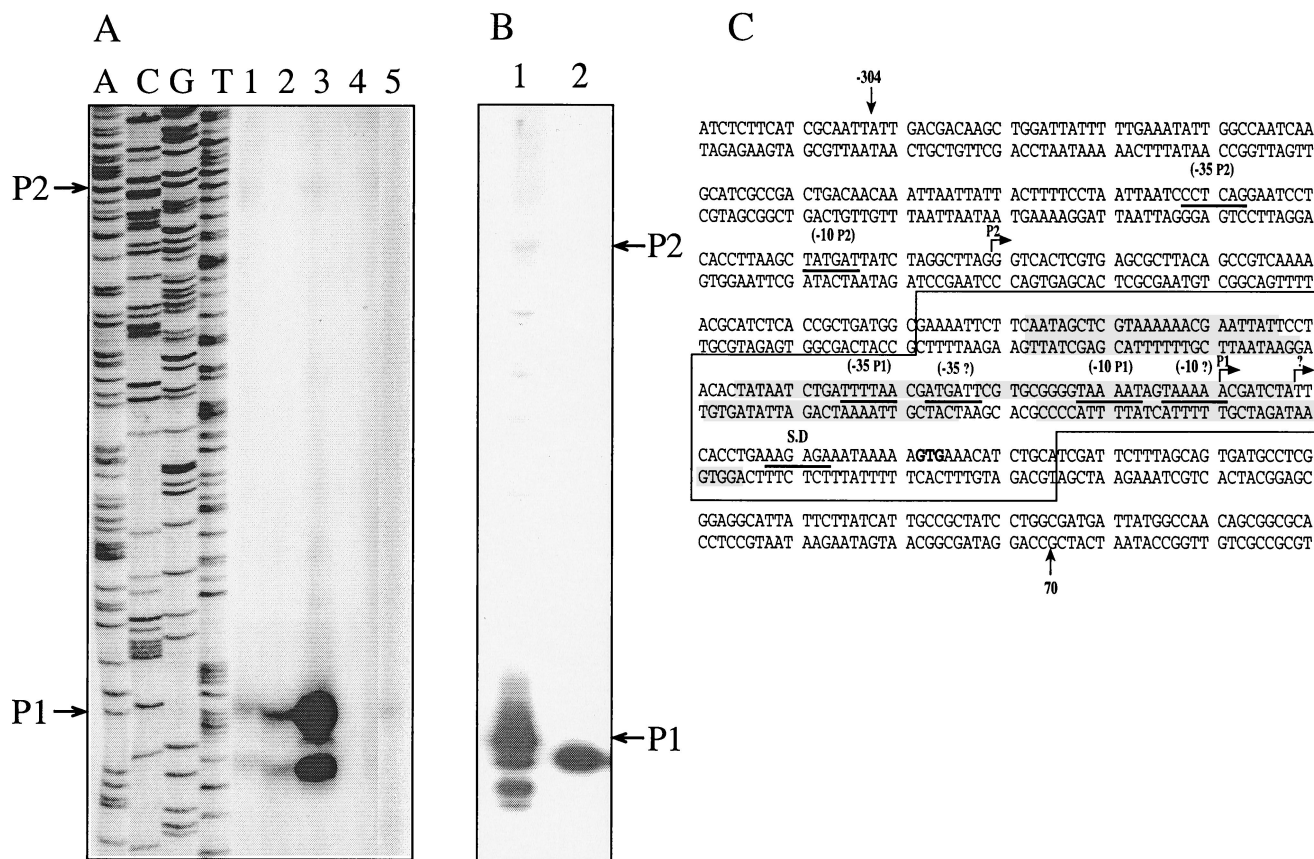 A
B
C
A C G T 1 2 3 4 5
1 2
P2
P1
P2
P1
-304
ATCTCTTCAT CGCAATTATT GACGACAAGC TGGATTATTT TTGAAATATT GGCCAATCAA
TAGAGAAGTA GCGTTAATAA CTGCTGTTCG ACCTAATAAA AACTTTATAA CCGGTTAGTT
(-35 P2)
GCATCGCCGA CTGACAACAA ATTAATTATT ACTTTTCCTA ATTAATCCCT CAGGAATCCT
CGTAGCGGCT GACTGTTGTT TAATTAATAA TGAAAAGGAT TAATTAGGGA GTCCTTAGGA
(-10 P2) P2
CACCTTAAGC TATGATTATC TAGGCTTAGG GTCACTCGTG AGCGCTTACA GCCGTCAAAA
GTGGAATTCG ATACTAATAG ATCCGAATCC CAGTGAGCAC TCGCGAATGT CGGCAGTTTT
ACGCATCTCA CCGCTGATGG CGAAAATTCT TCAATAGCTC GTAAAAAACG AATTATTCCT
TGCGTAGAGT GGCGACTACC GCTTTTAAGA AGTTATCGAG CATTTTTTGC TTAATAAGGA
(-35 P1) (-35 ?) (-10 P1) (-10 ?) P1 ?
ACACTATAAT CTGATTTTAA CGATGATTCG TGCGGGGTAA AATAGTAAAA ACGATCTATT
TGTGATATTA GACTAAAATT GCTACTAAGC ACGCCCCATT TTATCATTTT TGCTAGATAA
S.D
CACCTGAAAG AGAAATAAAA AGTGAAACAT CTGCATCGAT TCTTTAGCAG TGATGCCTCG
GTGGACTTTC TCTTTATTTT TCACTTTGTA GACGTAGCTA AGAAATCGTC ACTACGGAGC
GGAGGCATTA TTCTTATCAT TGCCGCTATC CTGGCGATGA TTATGGCCAA CAGCGGCGCA
CCTCCGTAAT AAGAATAGTA ACGGCGATAG GACCGCTACT AATACCGGTT GTCGCCGCGT
70